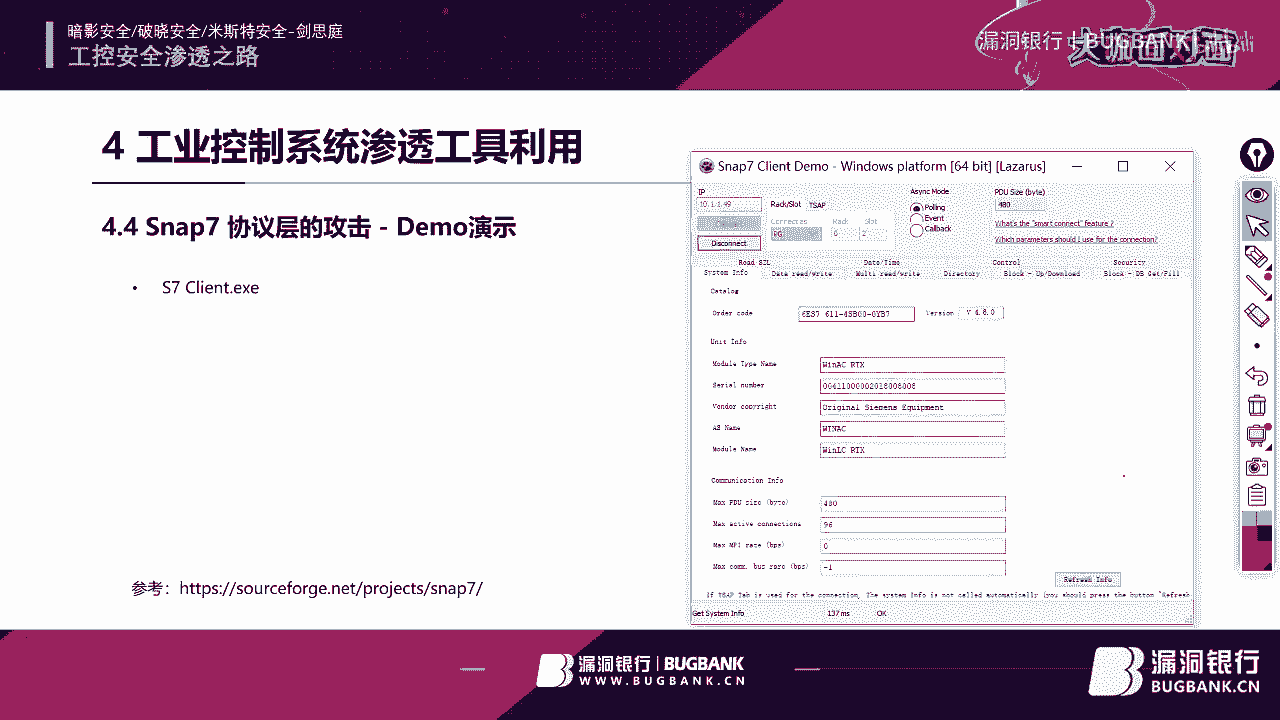 暗影安全/破晓安全/米斯特安全-剑思庭
工控安全渗透之路
漏洞银行 | BUGBANK
大咖面对面
4 工业控制系统渗透工具利用
4.4 Snap7 协议层的攻击 - Demo演示
• S7 Client.exe
参考：https://sourceforge.net/projects/snap7/
Snap7 Client Demo - Windows platform [64 bit] [Lazarus]
IP
10.1.1.49
Disconnect
Rack/Slot TSAP
Connect as Rack Slot
PG 0 2
Async Mode
Polling
Event
Callback
PDU Size (byte)
480
What's the "smart connect" feature ?
Which parameters should I use for the connection?
Read SZL Date/Time Control Security
System Info Data read/write Multi read/write Directory Block - Up/Download Block - DB Get/Fill
Catalog
Order code 6ES7 611-4SB00-0YB7 Version V 4.8.0
Unit Info
Module Type Name WinAC RTX
Serial number
Vendor copyright Original Siemens Equipment
AS Name WINAC
Module Name WinLC RTX
Communication Info
Max PDU size (byte) 480
Max active connections 96
Max MPI rate (bps) 0
Max comm. bus rate (bps) -1
Refresh Info
If TSAP Tab is used for the connection, The system Info is not called automatically (you should press the button "Refresh
Get System Info 137 ms OK
漏洞银行 | BUGBANK
WWW.BUGBANK.CN
漏洞银行
BUGBANK.CN